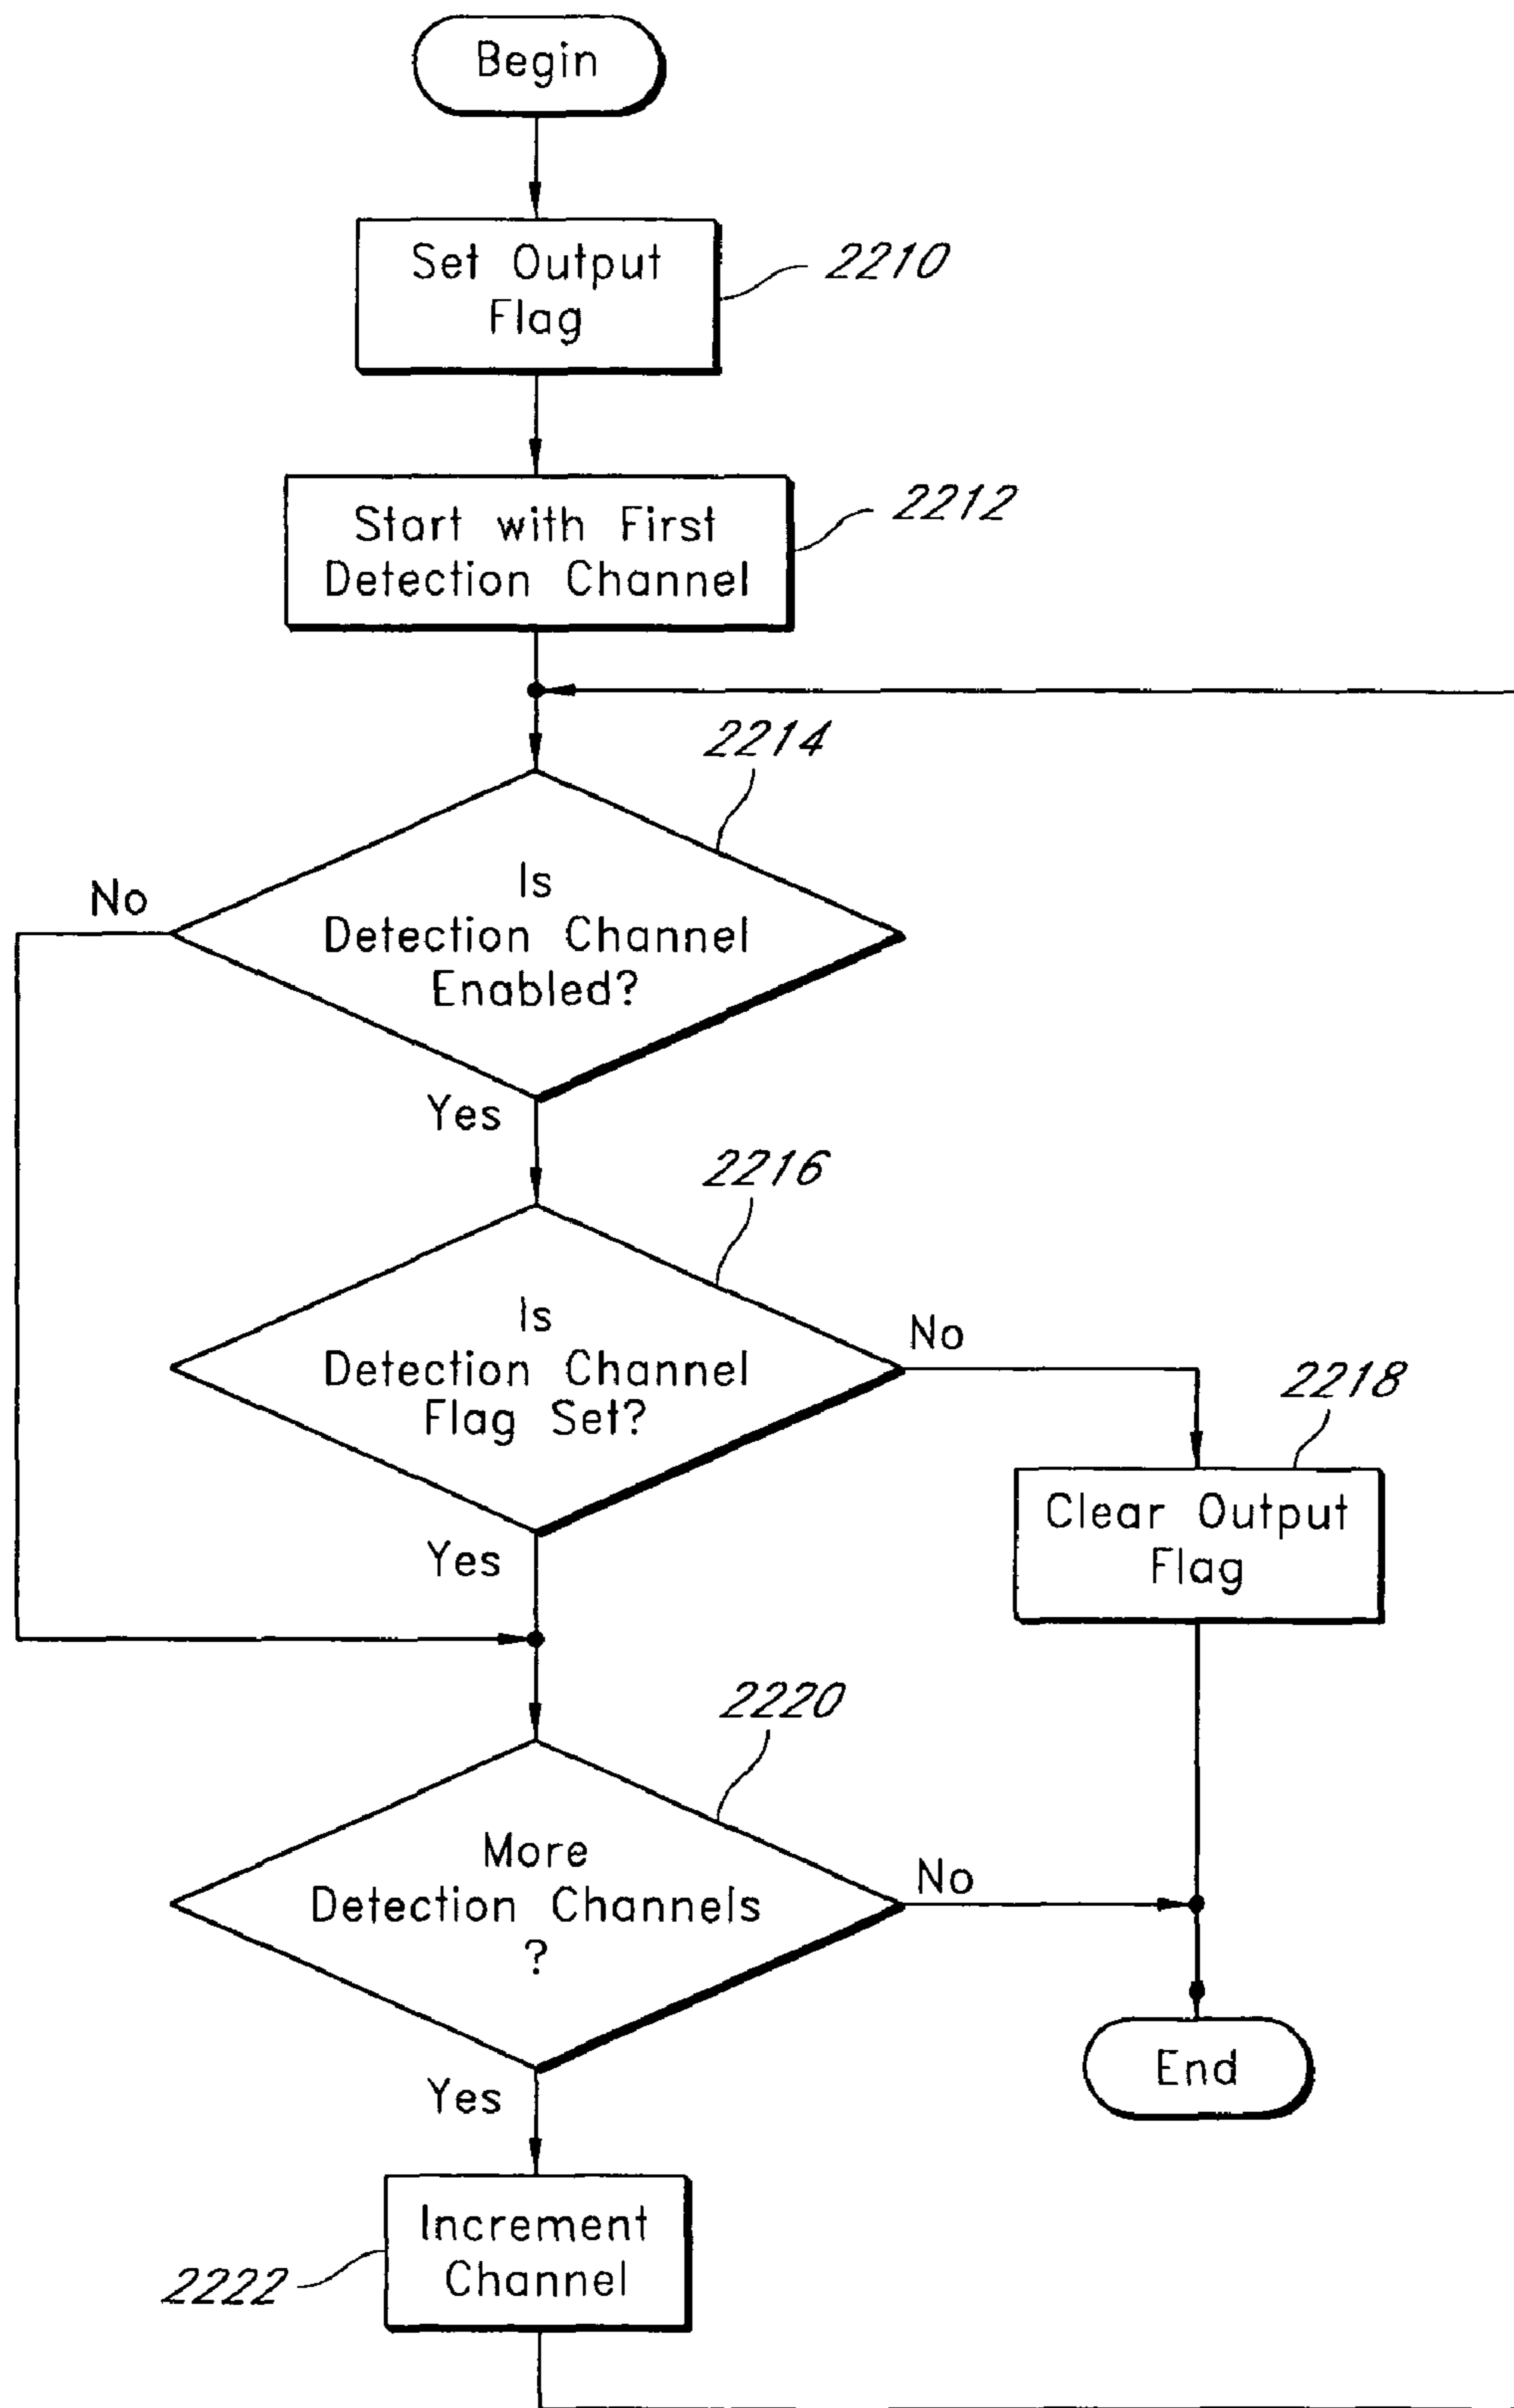 Begin
Set Output
Flag
2210
Start with First
Detection Channel
2212
2214
Is
Detection Channel
Enabled?
No
Yes
2216
Is
Detection Channel
Flag Set?
No
Yes
2218
Clear Output
Flag
2220
More
Detection Channels
?
No
Yes
End
Increment
Channel
2222